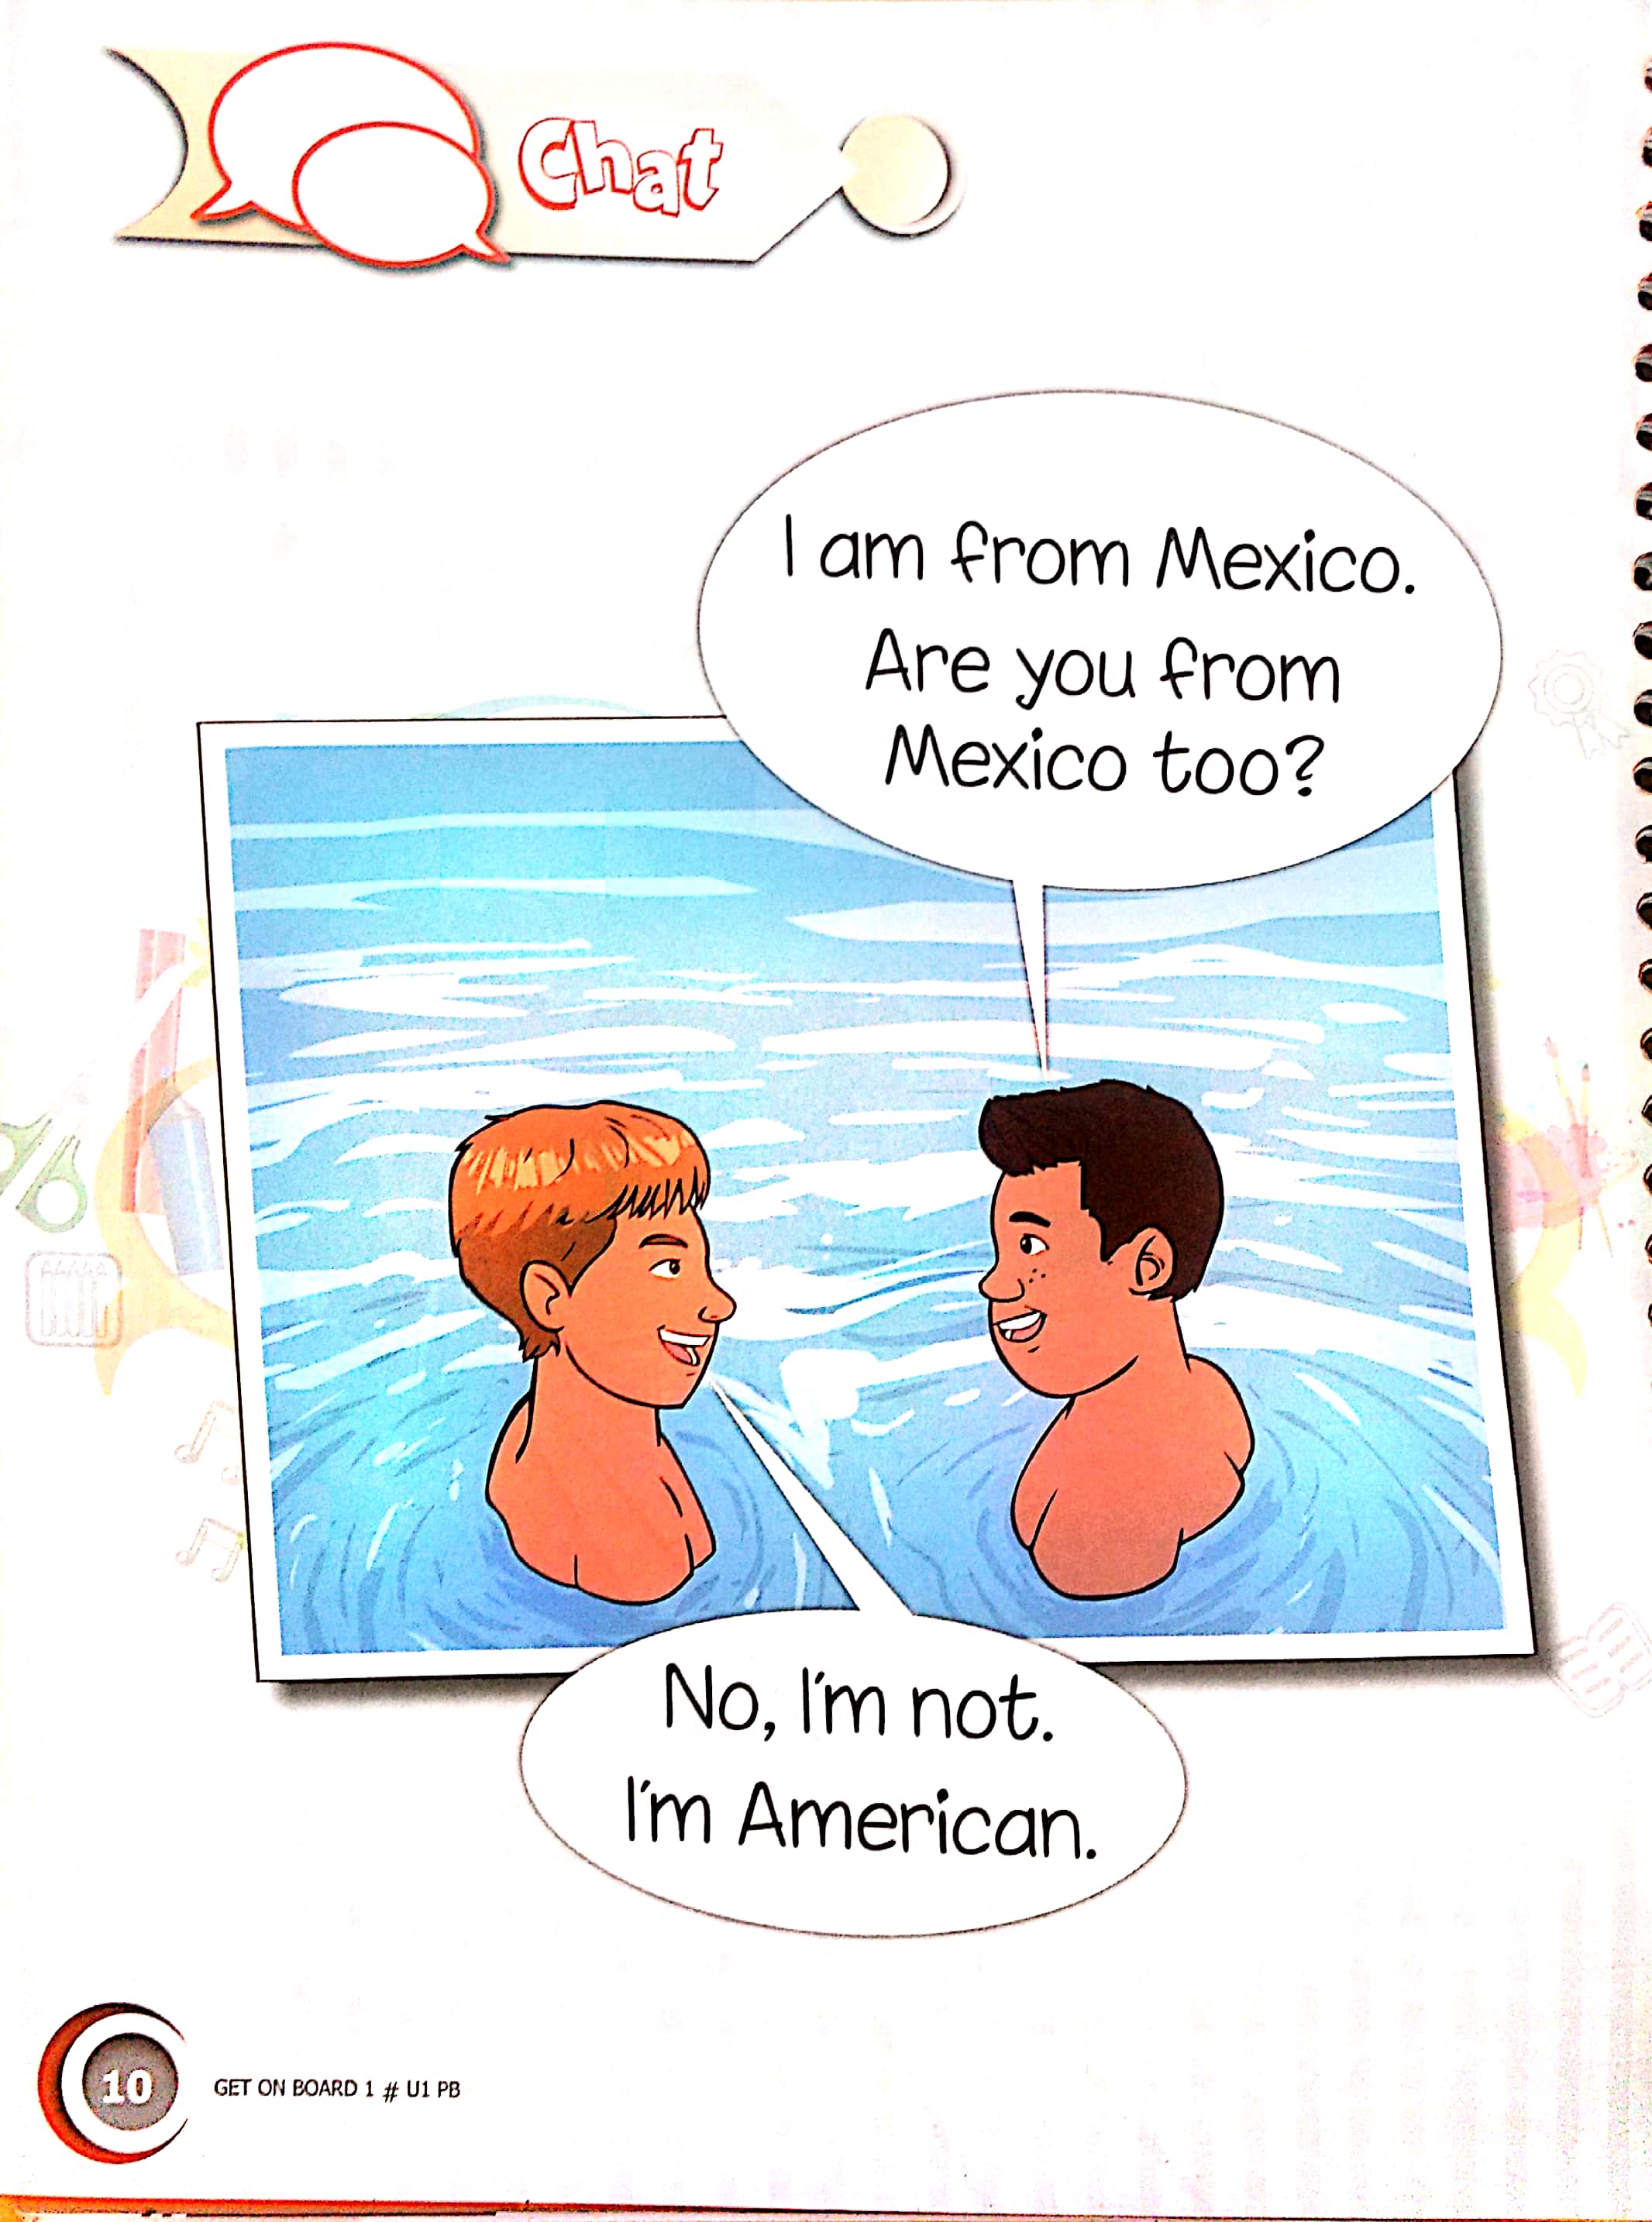 Chat
I am from Mexico.
Are you from
Mexico too?
No, I'm not.
I'm American.
10
GET ON BOARD 1 # U1 PB